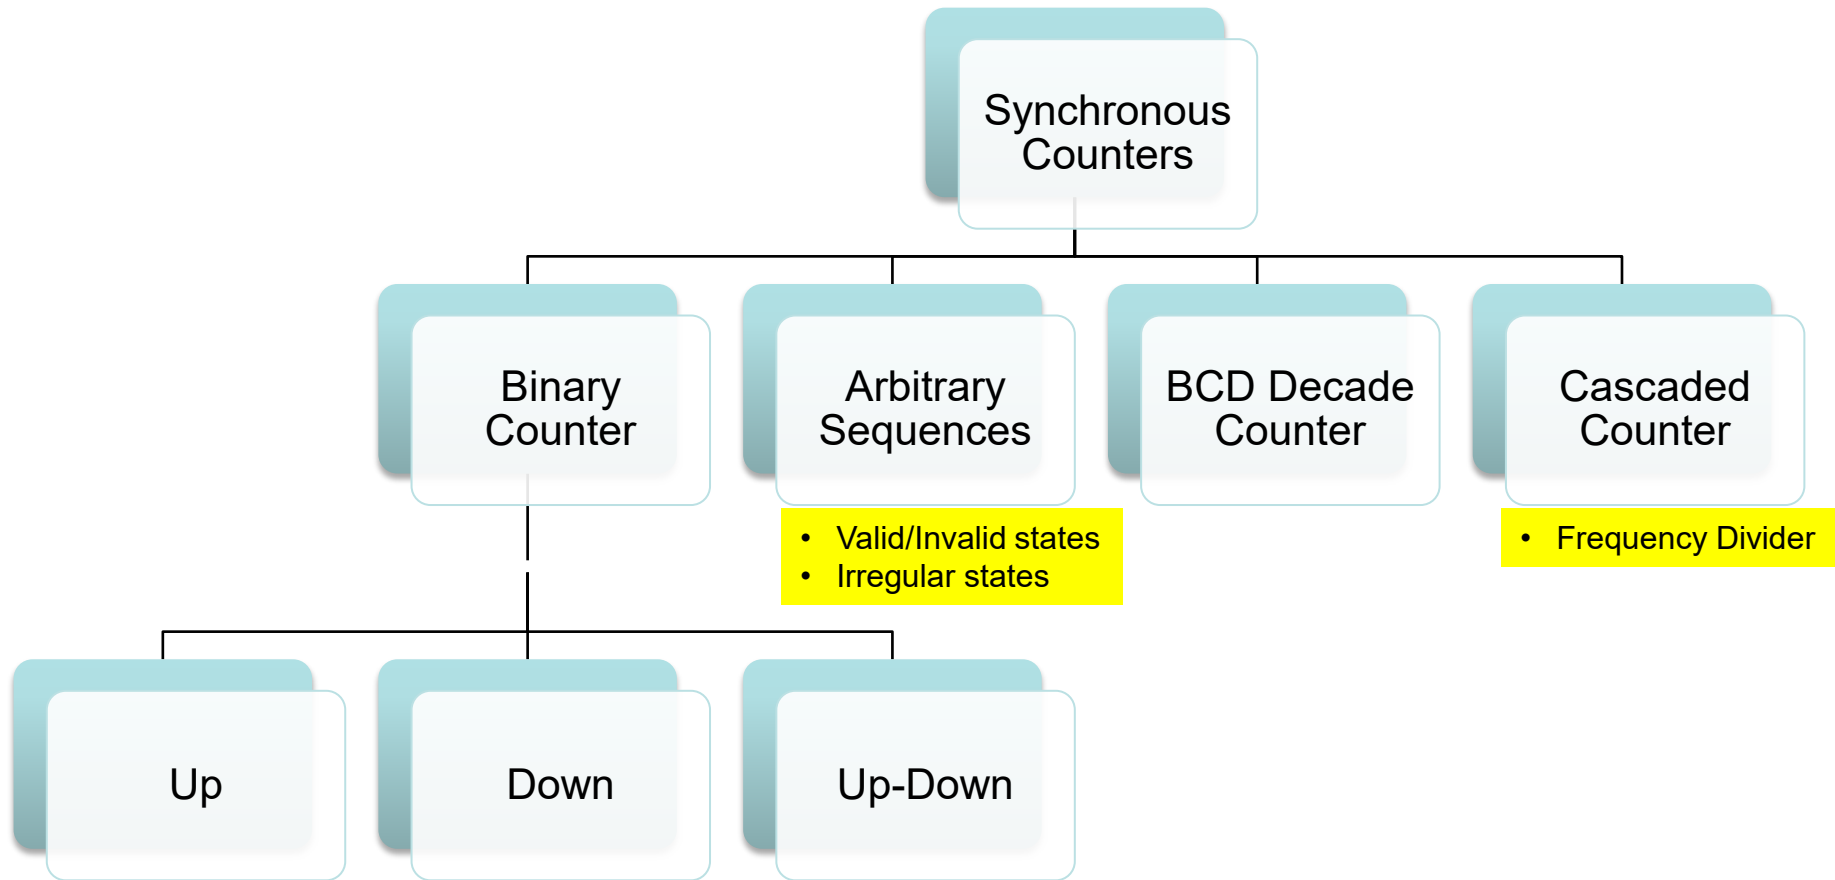 Synchronous
Counters
Binary
Counter
Arbitrary
Sequences
BCD Decade
Counter
Cascaded
Counter
• Valid/Invalid states
• Irregular states
• Frequency Divider
Up
Down
Up-Down